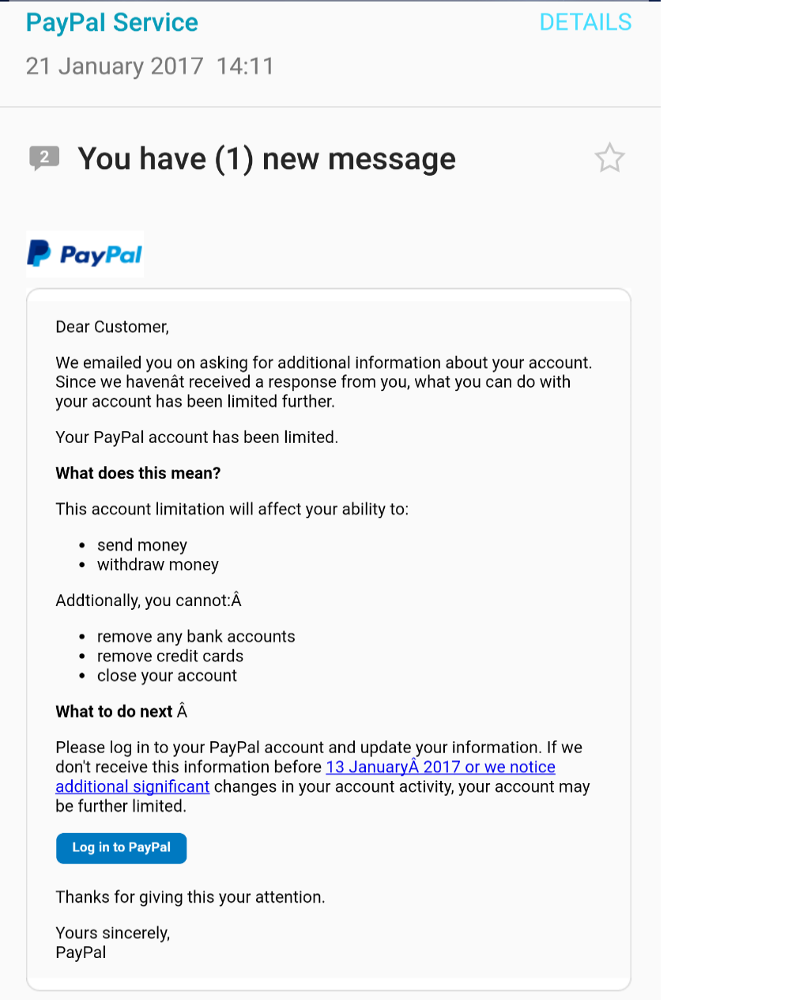 PayPal Service
DETAILS
21 January 2017 14:11
2
You have (1) new message
PayPal
Dear Customer,
We emailed you on asking for additional information about your account.
Since we havenât received a response from you, what you can do with
your account has been limited further.
Your PayPal account has been limited.
What does this mean?
This account limitation will affect your ability to:
• send money
• withdraw money
Addtionally, you cannot:Â
• remove any bank accounts
• remove credit cards
• close your account
What to do next Â
Please log in to your PayPal account and update your information. If we
don't receive this information before 13 JanuaryÂ 2017 or we notice
additional significant changes in your account activity, your account may
be further limited.
Log in to PayPal
Thanks for giving this your attention.
Yours sincerely,
PayPal